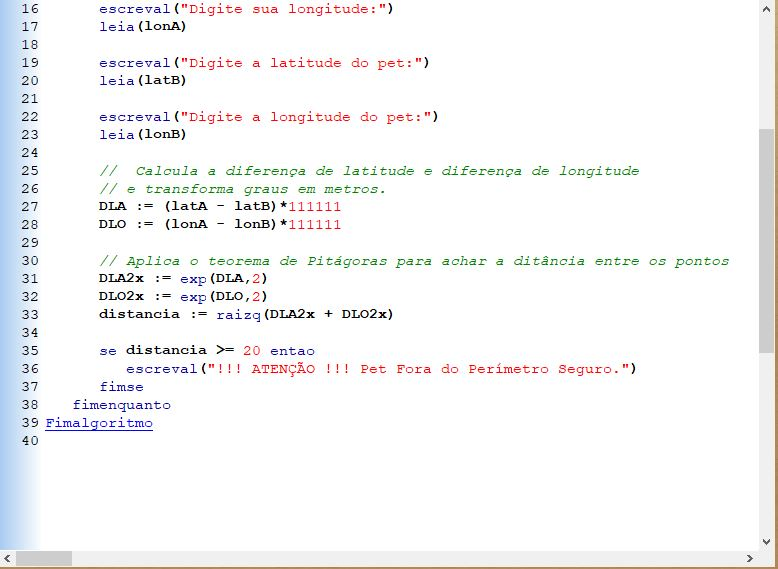 16 escreval("Digite sua longitude:")
17 leia(lonA)
18
19 escreval("Digite a latitude do pet:")
20 leia(latB)
21
22 escreval("Digite a longitude do pet:")
23 leia(lonB)
24
25 //  Calcula a diferença de latitude e diferença de longitude
26 // e transforma graus em metros.
27 DLA := (latA - latB)*111111
28 DLO := (lonA - lonB)*111111
29
30 // Aplica o teorema de Pitágoras para achar a ditância entre os pontos
31 DLA2x := exp(DLA,2)
32 DLO2x := exp(DLO,2)
33 distancia := raizq(DLA2x + DLO2x)
34
35 se distancia >= 20 entao
36 escreval("!!! ATENÇÃO !!! Pet Fora do Perímetro Seguro.")
37 fimse
38 fimenquanto
39 Fimalgoritmo
40